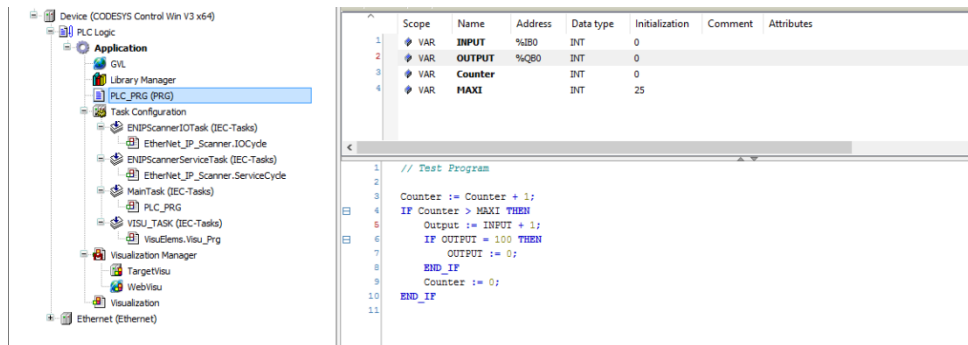 Device (CODESYS Control Win V3 x64)
PLC Logic
Application
GVL
Library Manager
PLC_PRG (PRG)
Task Configuration
ENIPScannerIOTask (IEC-Tasks)
EtherNet_IP_Scanner.IOCycle
ENIPScannerServiceTask (IEC-Tasks)
EtherNet_IP_Scanner.ServiceCycle
MainTask (IEC-Tasks)
PLC_PRG
VISU_TASK (IEC-Tasks)
VisuElems.Visu_Prg
Visualization Manager
TargetVisu
WebVisu
Visualization
Ethernet (Ethernet)
Scope Name Address Data type Initialization Comment Attributes
1 VAR INPUT %IB0 INT 0
2 VAR OUTPUT %QB0 INT 0
3 VAR Counter INT 0
4 VAR MAXI INT 25
1 // Test Program
2
3 Counter := Counter + 1;
4 IF Counter > MAXI THEN
5 Output := INPUT + 1;
6 IF OUTPUT = 100 THEN
7 OUTPUT := 0;
8 END_IF
9 Counter := 0;
10 END_IF
11